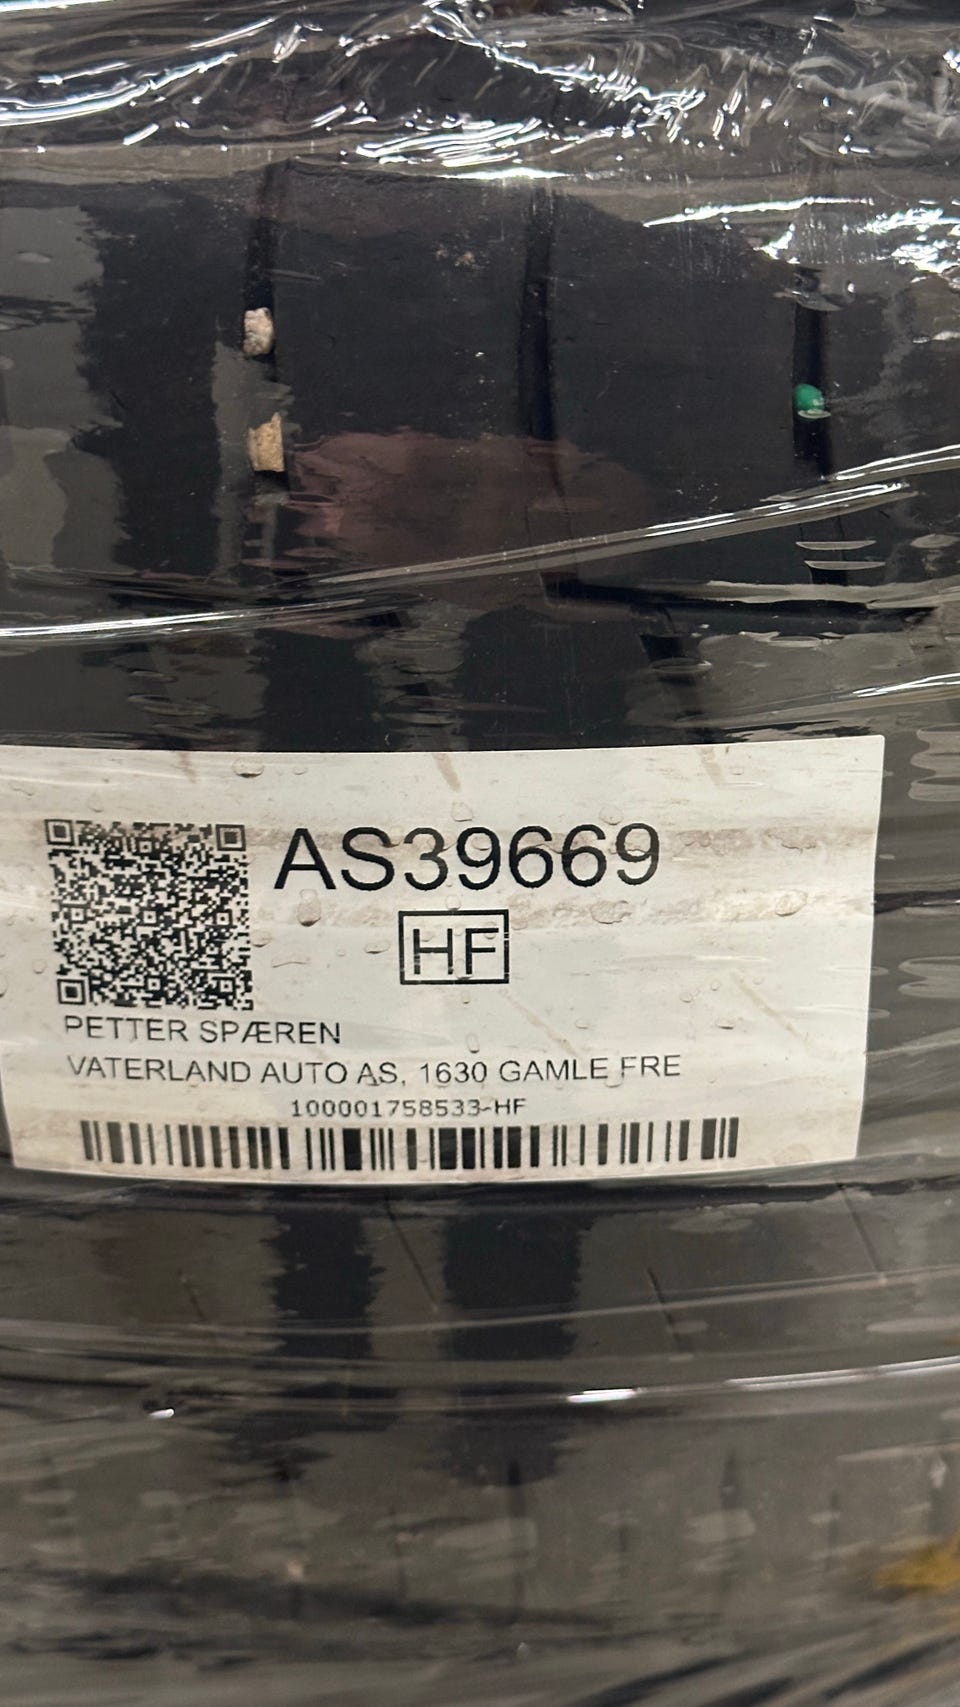 AS39669
HF
PETTER SPÆREN
VATERLAND AUTO AS, 1630 GAMLE FRE
100001758533-HF